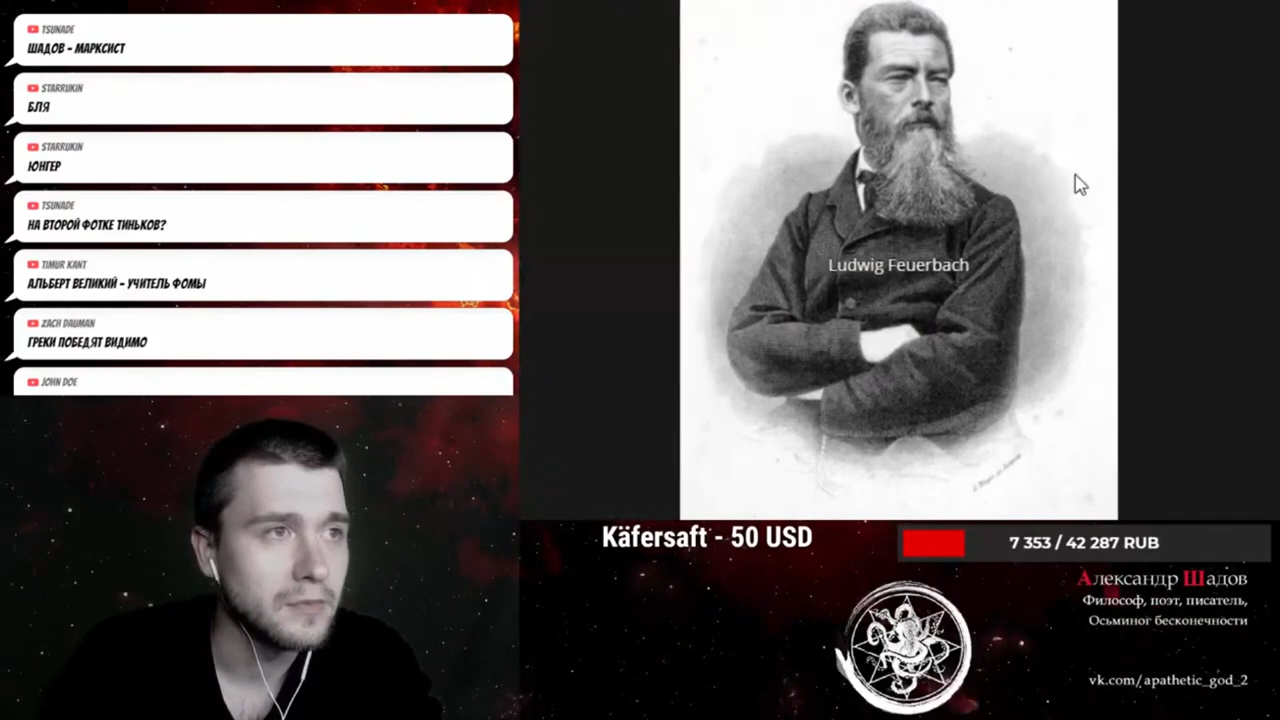 TSUNADE
ШАДОВ - МАРКСИСТ
STARRUKIN
БЛЯ
STARRUKIN
ЮНГЕР
TSUNADE
НА ВТОРОЙ ФОТКЕ ТИНЬКОВ?
TIMUR KANT
АЛЬБЕРТ ВЕЛИКИЙ - УЧИТЕЛЬ ФОМЫ
ZACH DAUMAN
ГРЕКИ ПОБЕДЯТ ВИДИМО
JOHN DOE
Ludwig Feuerbach
Käfersaft - 50 USD
7 353 / 42 287 RUB
Александр Шадов
Философ, поэт, писатель,
Осьминог бесконечности
vk.com/apathetic_god_2